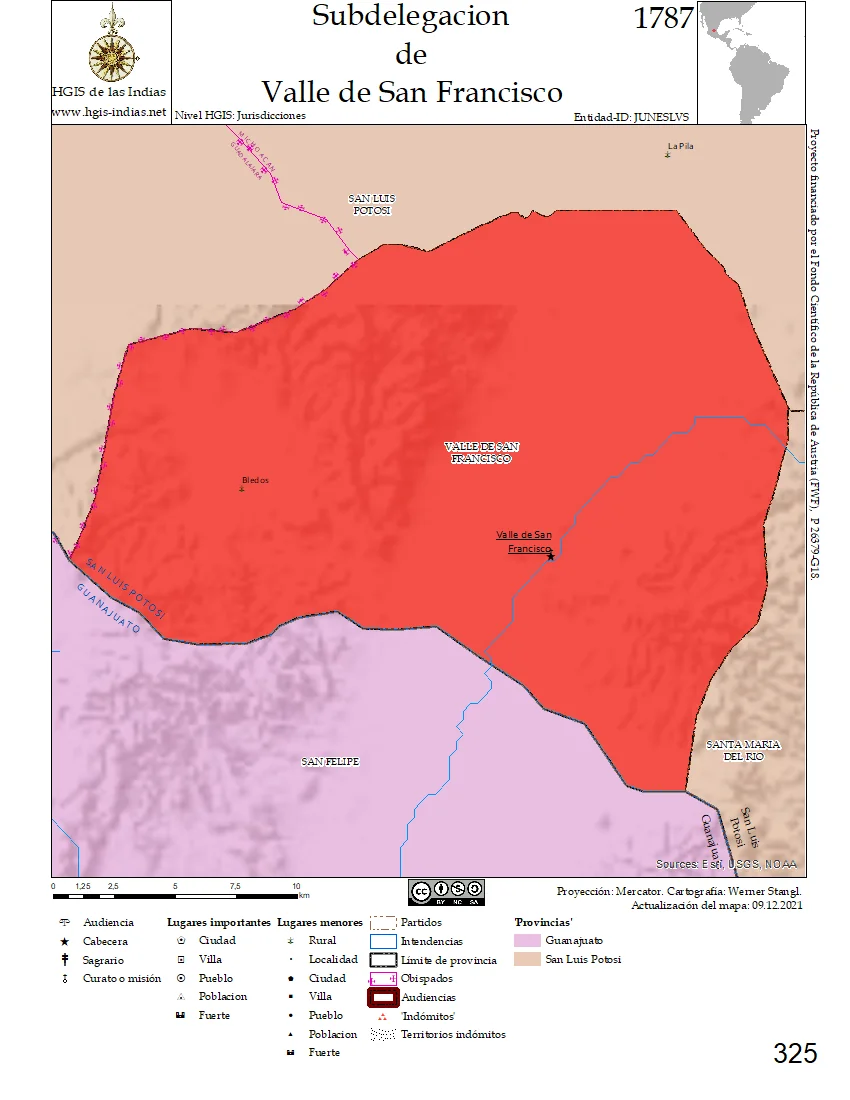 Subdelegacion
de
Valle de San Francisco
1787
HGIS de las Indias
www.hgis-indias.net
Nivel HGIS: Jurisdicciones
Entidad-ID: JUNESLVS
Proyecto financiado por el Fondo Científico de la República de Austria (FWF), P 26379-G18.
MICHOACAN
GUADALAJARA
La Pila
SAN LUIS
POTOSI
VALLE DE SAN
FRANCISCO
Bledos
Valle de San
Francisco
SAN LUIS POTOSI
GUANAJUATO
SAN FELIPE
SANTA MARIA
DEL RIO
San Luis
Potosi
Guanajuato
Sources: Esri, USGS, NOAA
0 1,25 2,5 5 7,5 10
km
CC BY NC SA
Proyección: Mercator. Cartografía: Werner Stangl.
Actualización del mapa: 09.12.2021
Audiencia
Cabecera
Sagrario
Curato o misión
Lugares importantes
Ciudad
Villa
Pueblo
Poblacion
Fuerte
Lugares menores
Rural
Localidad
Ciudad
Villa
Pueblo
Poblacion
Fuerte
Partidos
Intendencias
Límite de provincia
Obispados
Audiencias
'Indómitos'
Territorios indómitos
'Provincias'
Guanajuato
San Luis Potosi
325